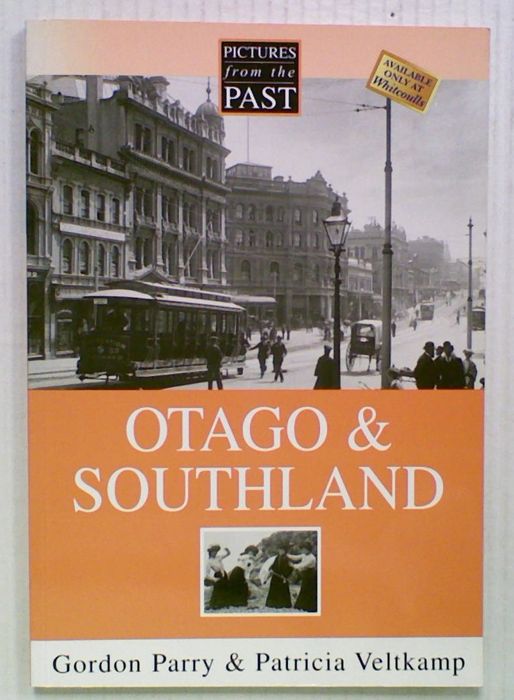 PICTURES
from the
PAST
AVAILABLE
ONLY AT
Whitcoulls
OTAGO &
SOUTHLAND
Gordon Parry & Patricia Veltkamp